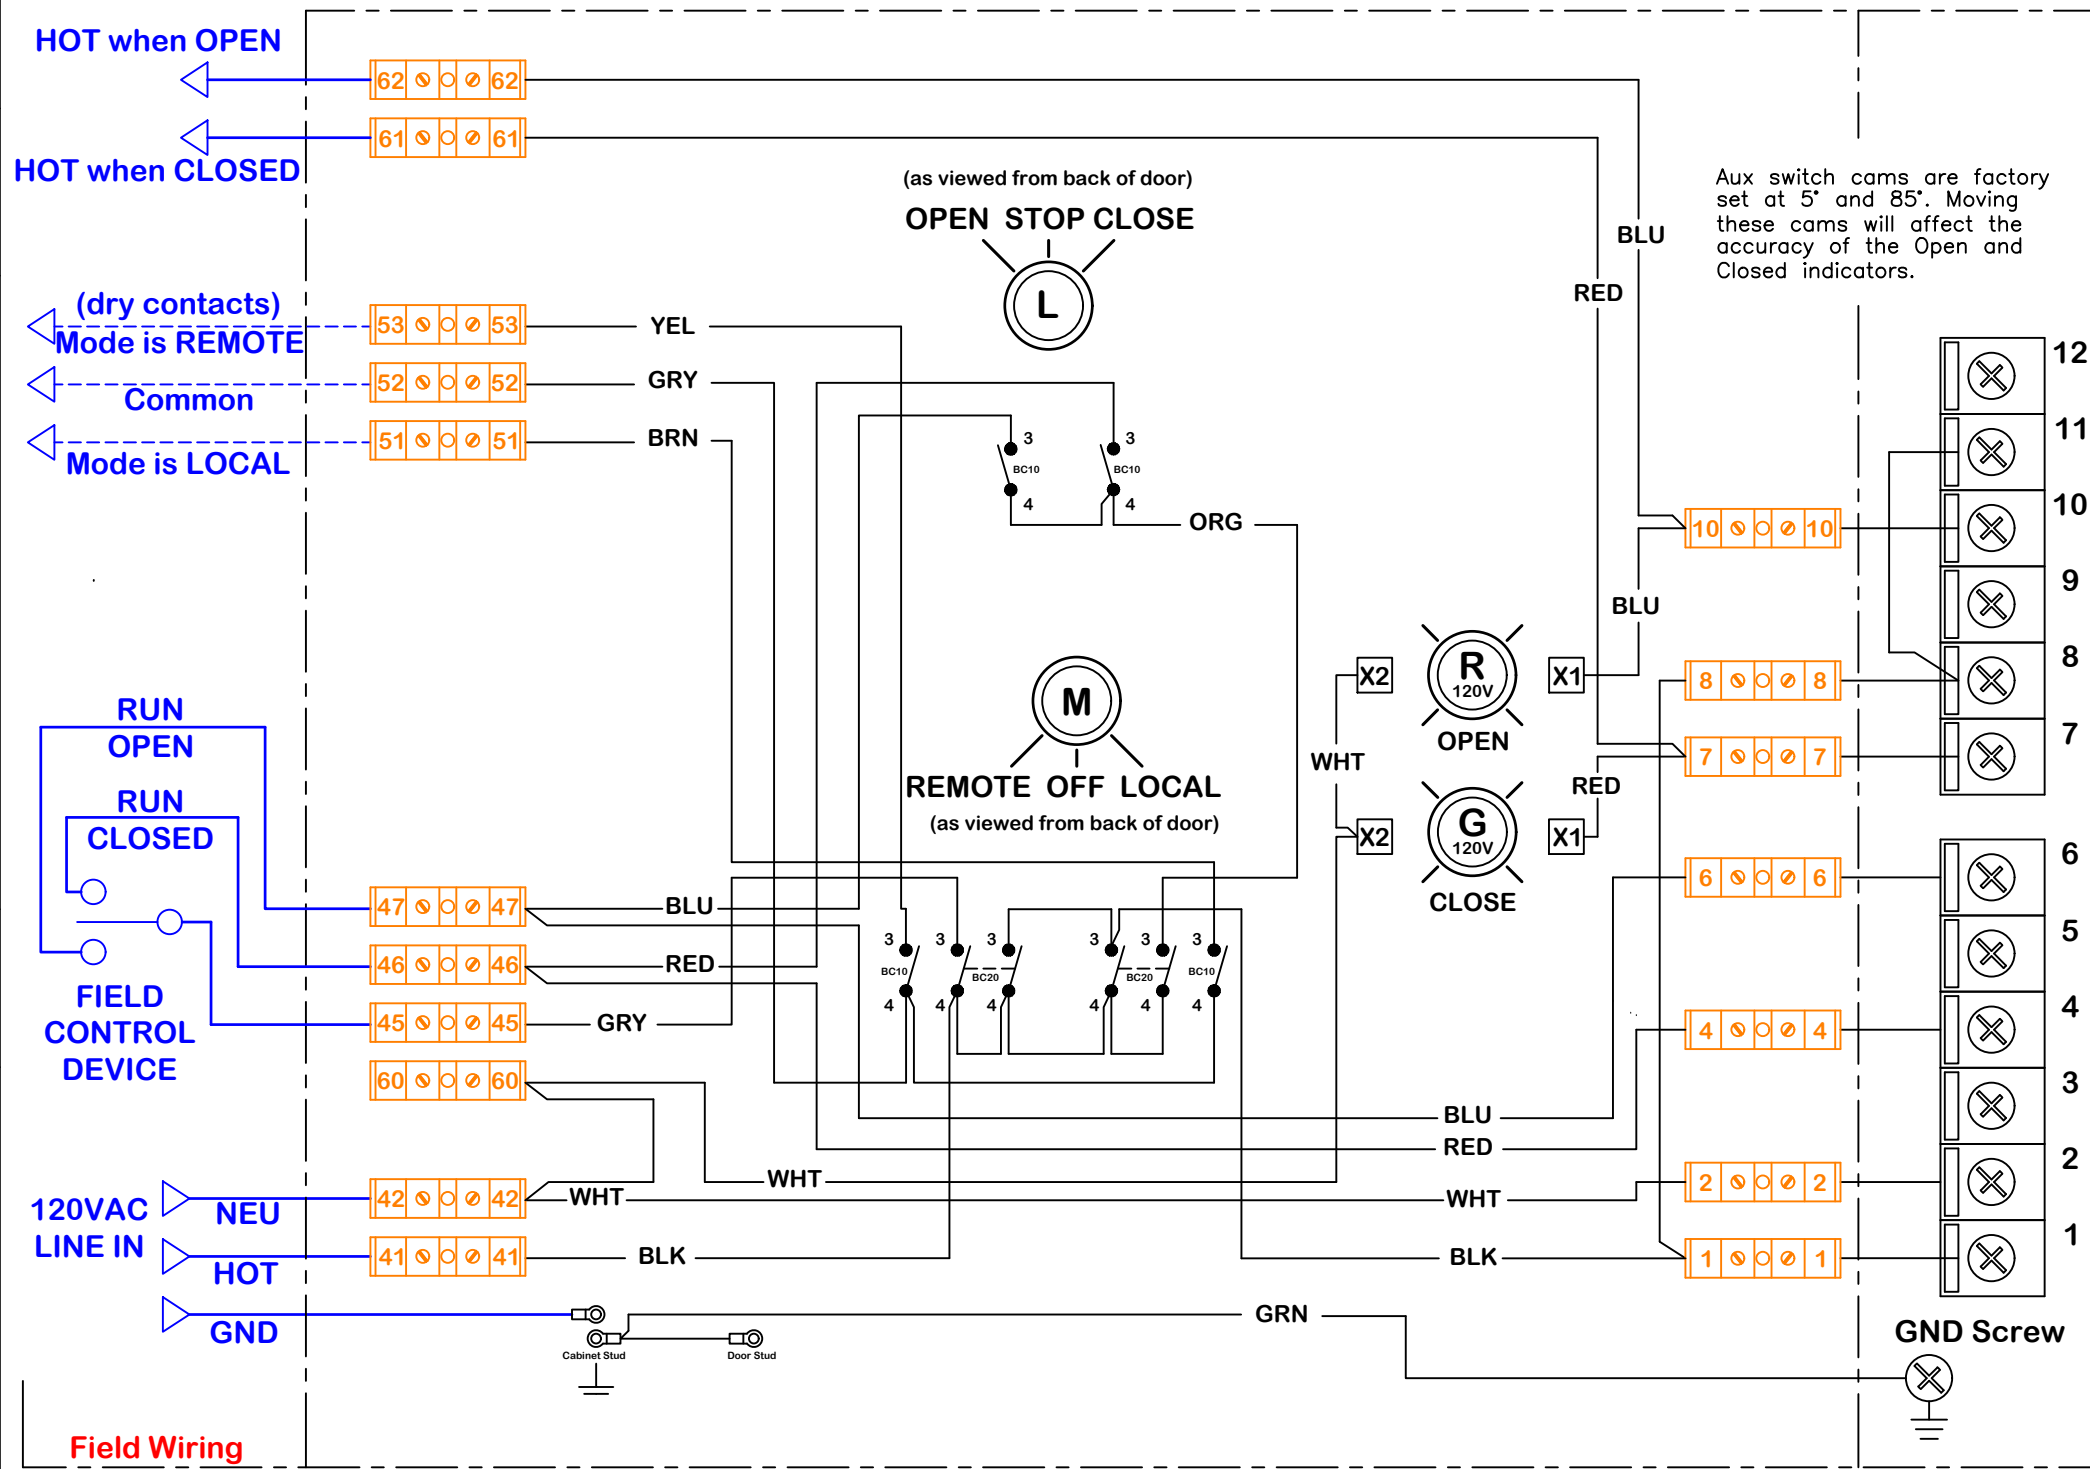 HOT when OPEN
62 62
61 61
HOT when CLOSED
(as viewed from back of door)
OPEN STOP CLOSE
L
Aux switch cams are factory
set at 5° and 85°. Moving
these cams will affect the
accuracy of the Open and
Closed indicators.
BLU
RED
(dry contacts)
53 53
YEL
Mode is REMOTE
52 52
GRY
Common
51 51
BRN
Mode is LOCAL
3
BC10
4
3
BC10
4
ORG
12
11
10
9
8
7
10 10
BLU
8 8
7 7
X2
R
120V
X1
OPEN
WHT
RED
X2
G
120V
X1
CLOSE
M
REMOTE OFF LOCAL
(as viewed from back of door)
RUN
OPEN
RUN
CLOSED
FIELD
CONTROL
DEVICE
47 47
BLU
46 46
RED
45 45
GRY
60 60
3 3 3 3 3 3
BC10 BC20 BC20 BC10
4 4 4 4 4 4
6 6
4 4
2 2
1 1
6
5
4
3
2
1
BLU
RED
WHT
WHT
WHT
120VAC
LINE IN
NEU
42 42
HOT
41 41
BLK
BLK
GND
GRN
Cabinet Stud
Door Stud
GND Screw
Field Wiring